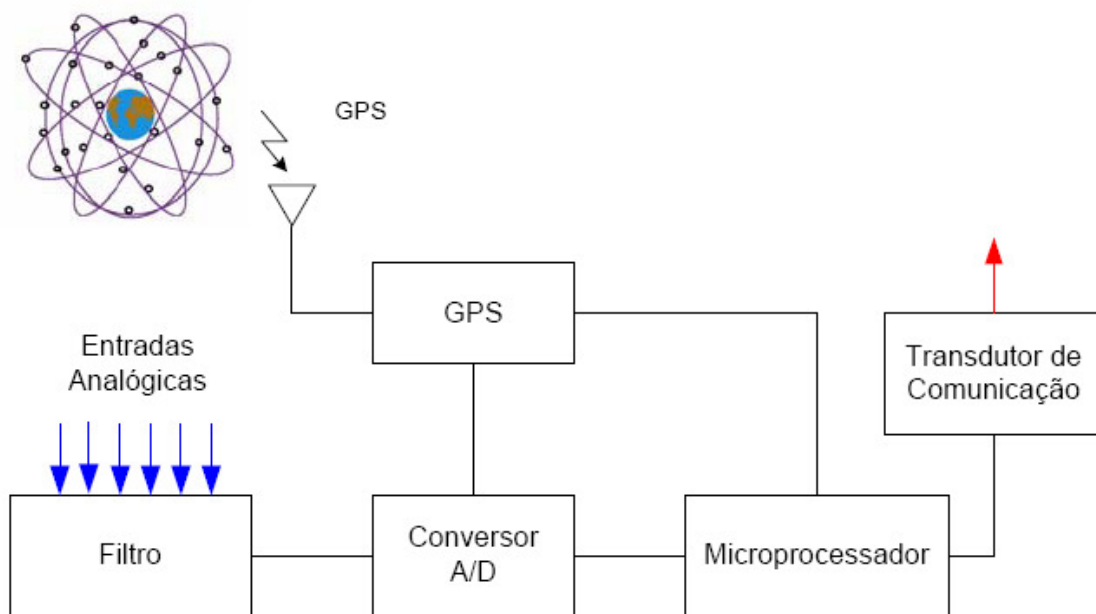 GPS
GPS
Entradas
Analógicas
Transdutor de
Comunicação
Filtro
Conversor
A/D
Microprocessador